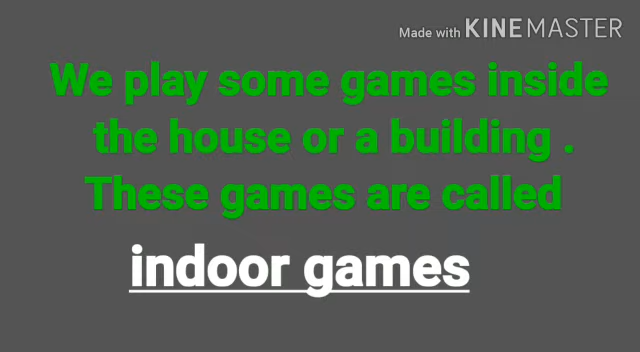 Made with KINEMASTER
We play some games inside
the house or a building .
These games are called
indoor games